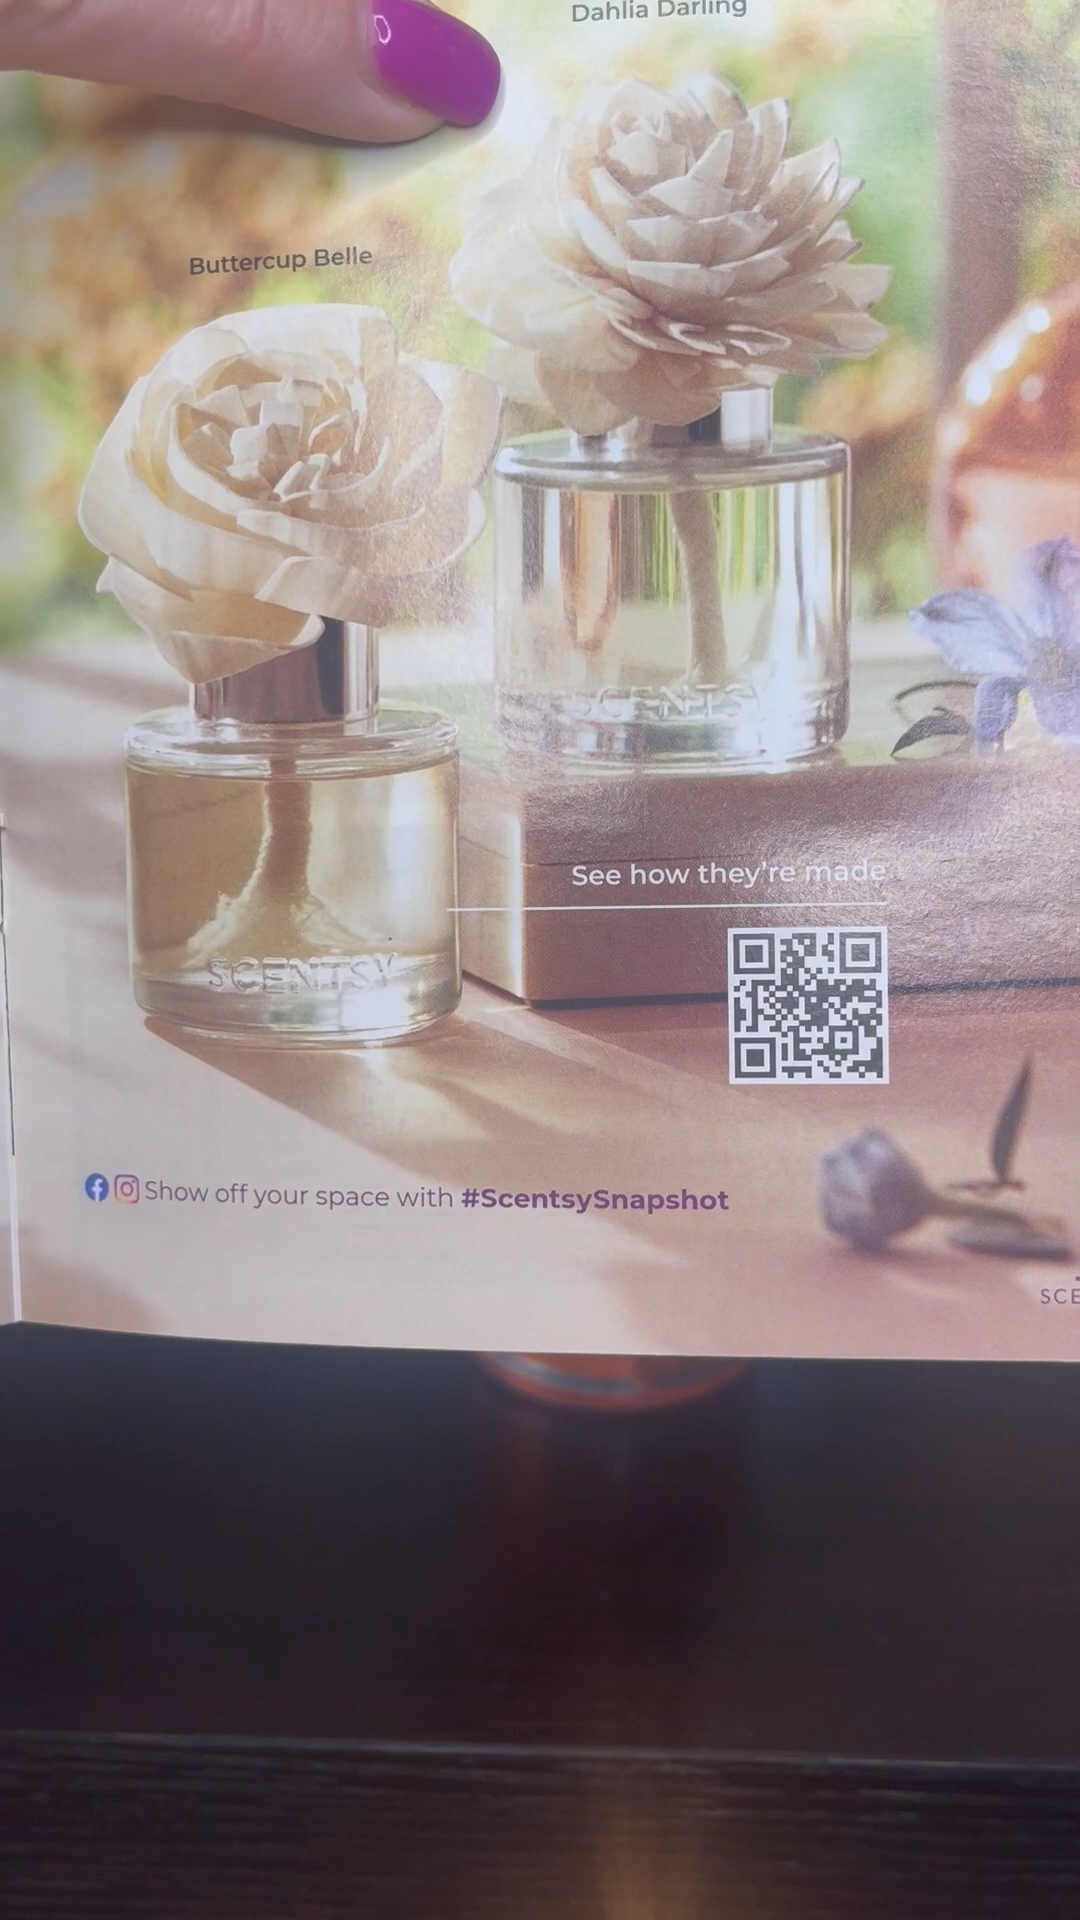 Dahlia Darling
Buttercup Belle
SCENTSY
SCENTSY
See how they're made
Show off your space with #ScentsySnapshot